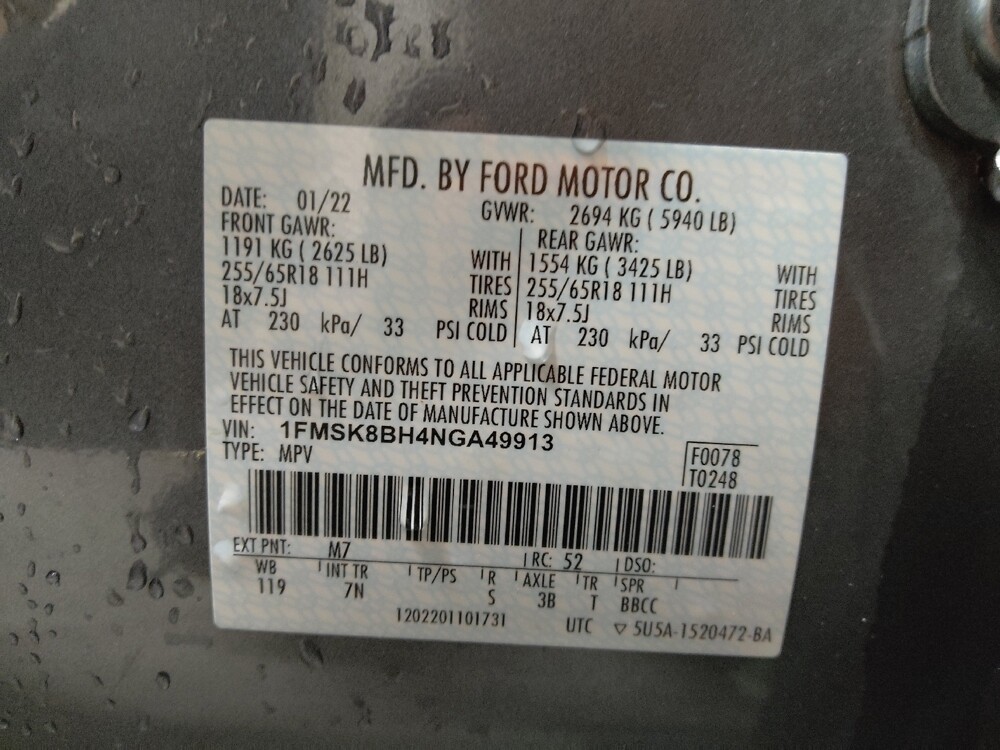 MFD. BY FORD MOTOR CO.
DATE: 01/22 GVWR: 2694 KG ( 5940 LB)
FRONT GAWR: REAR GAWR:
1191 KG ( 2625 LB) WITH 1554 KG ( 3425 LB) WITH
255/65R18 111H TIRES 255/65R18 111H TIRES
18x7.5J RIMS 18x7.5J RIMS
AT 230 kPa/ 33 PSI COLD AT 230 kPa/ 33 PSI COLD
THIS VEHICLE CONFORMS TO ALL APPLICABLE FEDERAL MOTOR
VEHICLE SAFETY AND THEFT PREVENTION STANDARDS IN
EFFECT ON THE DATE OF MANUFACTURE SHOWN ABOVE.
VIN: 1FMSK8BH4NGA49913
TYPE: MPV
F0078
T0248
EXT PNT: M7 RC: 52 DSO:
WB INT TR TP/PS R AXLE TR SPR
119 7N S 3B T BBCC
1202201101731 UTC ▽ 5U5A-1520472-BA